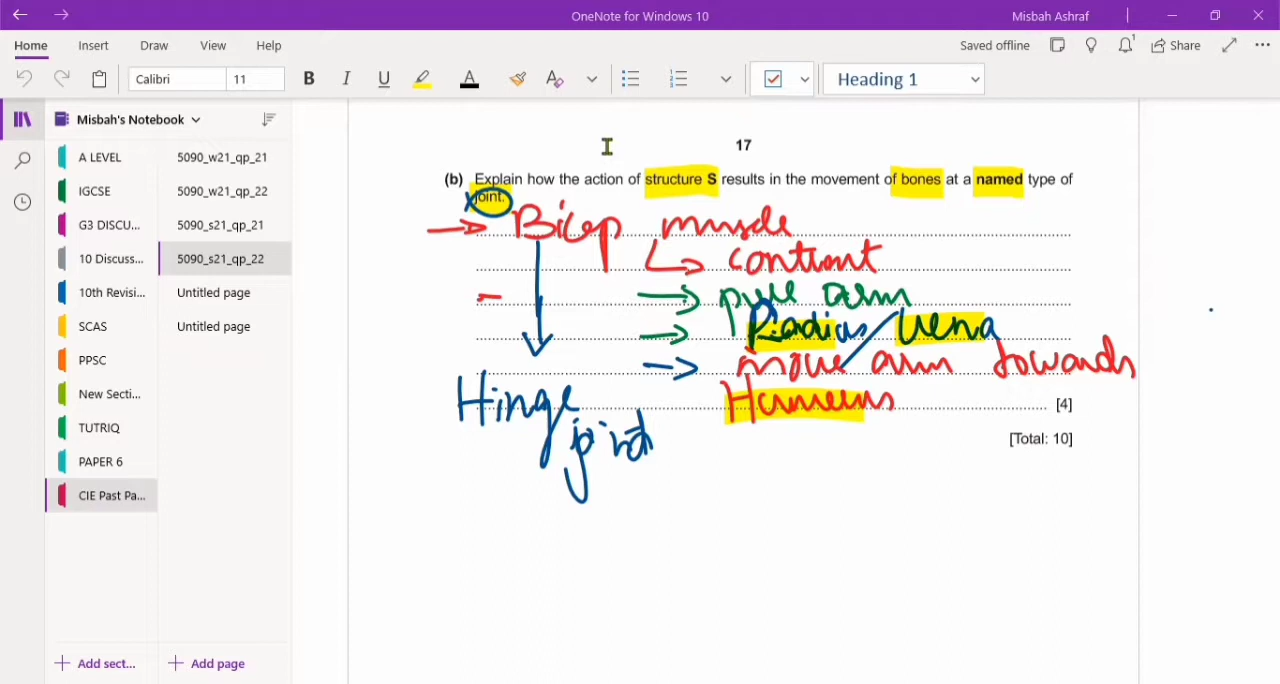 OneNote for Windows 10
Misbah Ashraf
Home Insert Draw View Help
Saved offline
Share
Calibri 11
B I U A
Heading 1
Misbah's Notebook
A LEVEL
IGCSE
G3 DISCU...
10 Discuss...
10th Revisi...
SCAS
PPSC
New Secti...
TUTRIQ
PAPER 6
CIE Past Pa...
Add sect...
5090_w21_qp_21
5090_w21_qp_22
5090_s21_qp_21
5090_s21_qp_22
Untitled page
Untitled page
Add page
17
(b) Explain how the action of structure S results in the movement of bones at a named type of
joint.
Bicep muscle
contract
pull arm
Radius / Ulna
move arm towards
Humerus
[4]
Hinge
joint
[Total: 10]